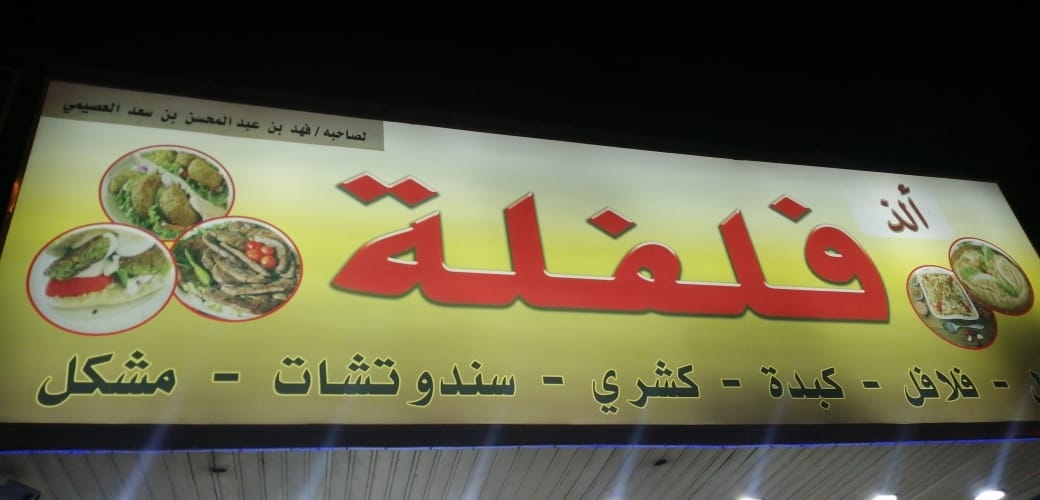 لصاحبه / فهد بن عبد المحسن بن سعد العصيمي
ألذ
فلفلة
- فلافل - كبدة - كشري - سندوتشات - مشكل